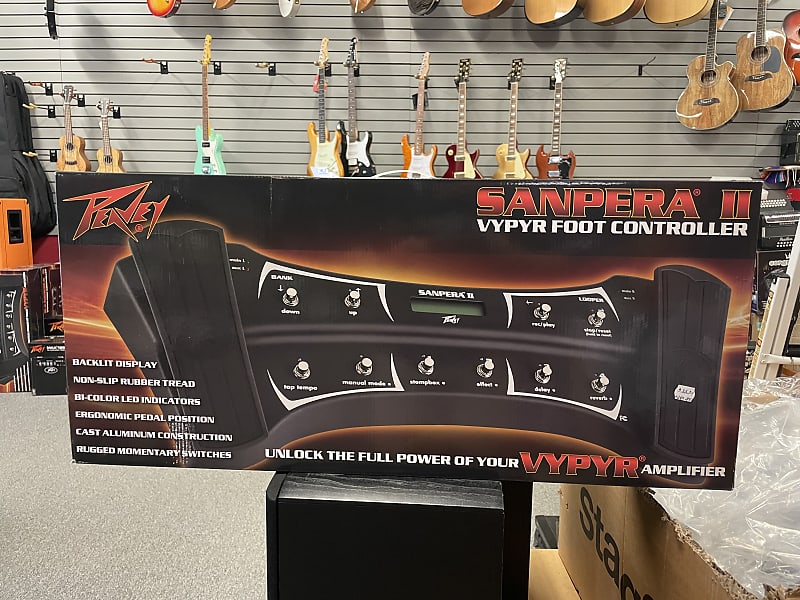 PEAVEY
SANPERA® II
VYPYR FOOT CONTROLLER
BANK
down
up
SANPERA® II
PEAVEY
LOOPER
rec/play
stop/reset
tap tempo
manual mode
stompbox
effect
delay
reverb
BACKLIT DISPLAY
NON-SLIP RUBBER TREAD
BI-COLOR LED INDICATORS
ERGONOMIC PEDAL POSITION
CAST ALUMINUM CONSTRUCTION
RUGGED MOMENTARY SWITCHES
UNLOCK THE FULL POWER OF YOUR VYPYR® AMPLIFIER